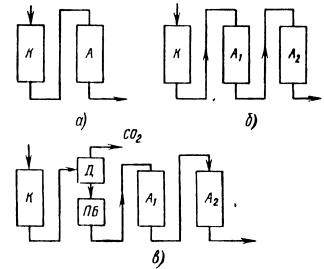 К А К А₁ А₂
а) б)
CO₂
К Д ПБ А₁ А₂
в)